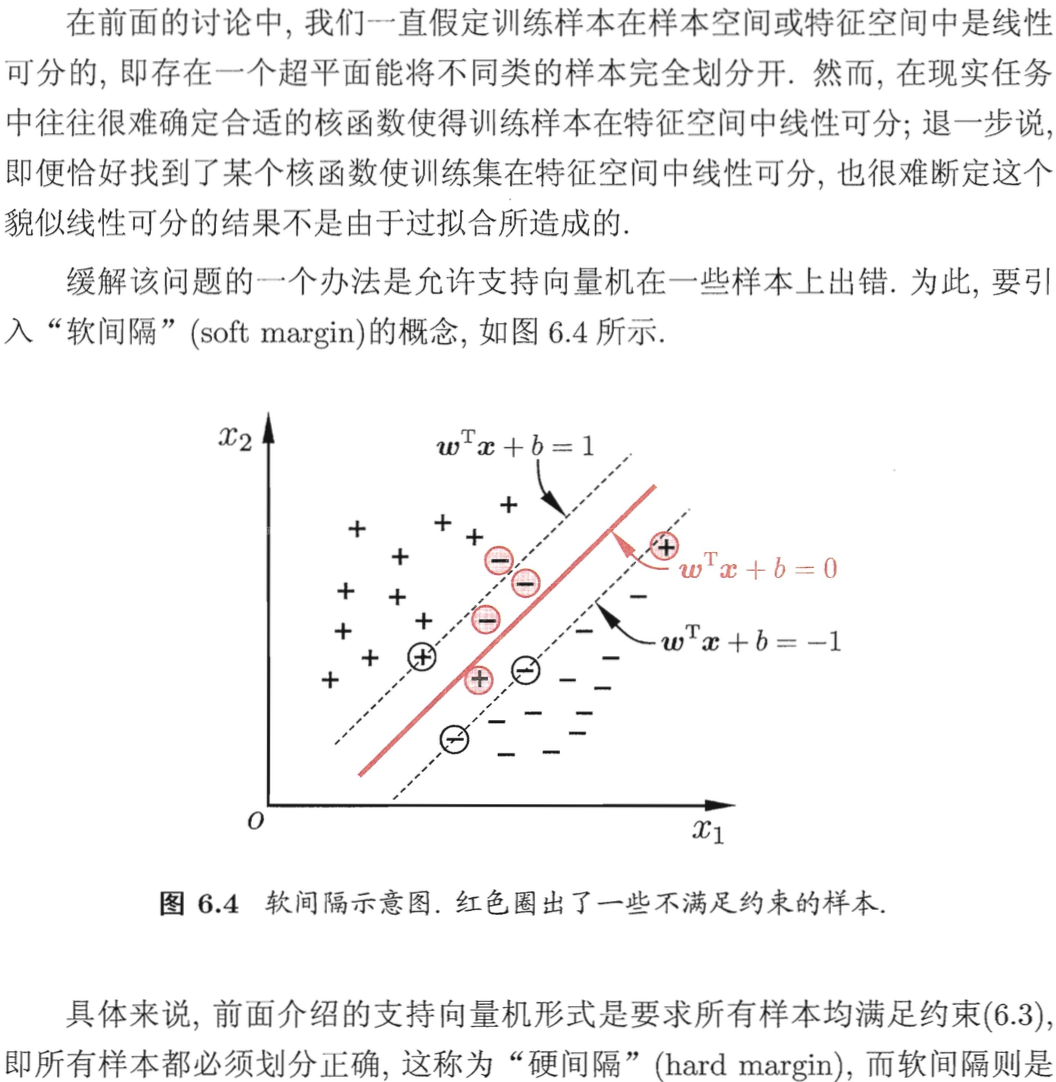 在前面的讨论中, 我们一直假定训练样本在样本空间或特征空间中是线性
可分的, 即存在一个超平面能将不同类的样本完全划分开. 然而, 在现实任务
中往往很难确定合适的核函数使得训练样本在特征空间中线性可分; 退一步说,
即便恰好找到了某个核函数使训练集在特征空间中线性可分, 也很难断定这个
貌似线性可分的结果不是由于过拟合所造成的.
缓解该问题的一个办法是允许支持向量机在一些样本上出错. 为此, 要引
入“软间隔”(soft margin)的概念, 如图 6.4 所示.
x₂
wᵀx + b = 1
wᵀx + b = 0
wᵀx + b = −1
O
x₁
图 6.4 软间隔示意图. 红色圈出了一些不满足约束的样本.
具体来说, 前面介绍的支持向量机形式是要求所有样本均满足约束(6.3),
即所有样本都必须划分正确, 这称为“硬间隔”(hard margin), 而软间隔则是